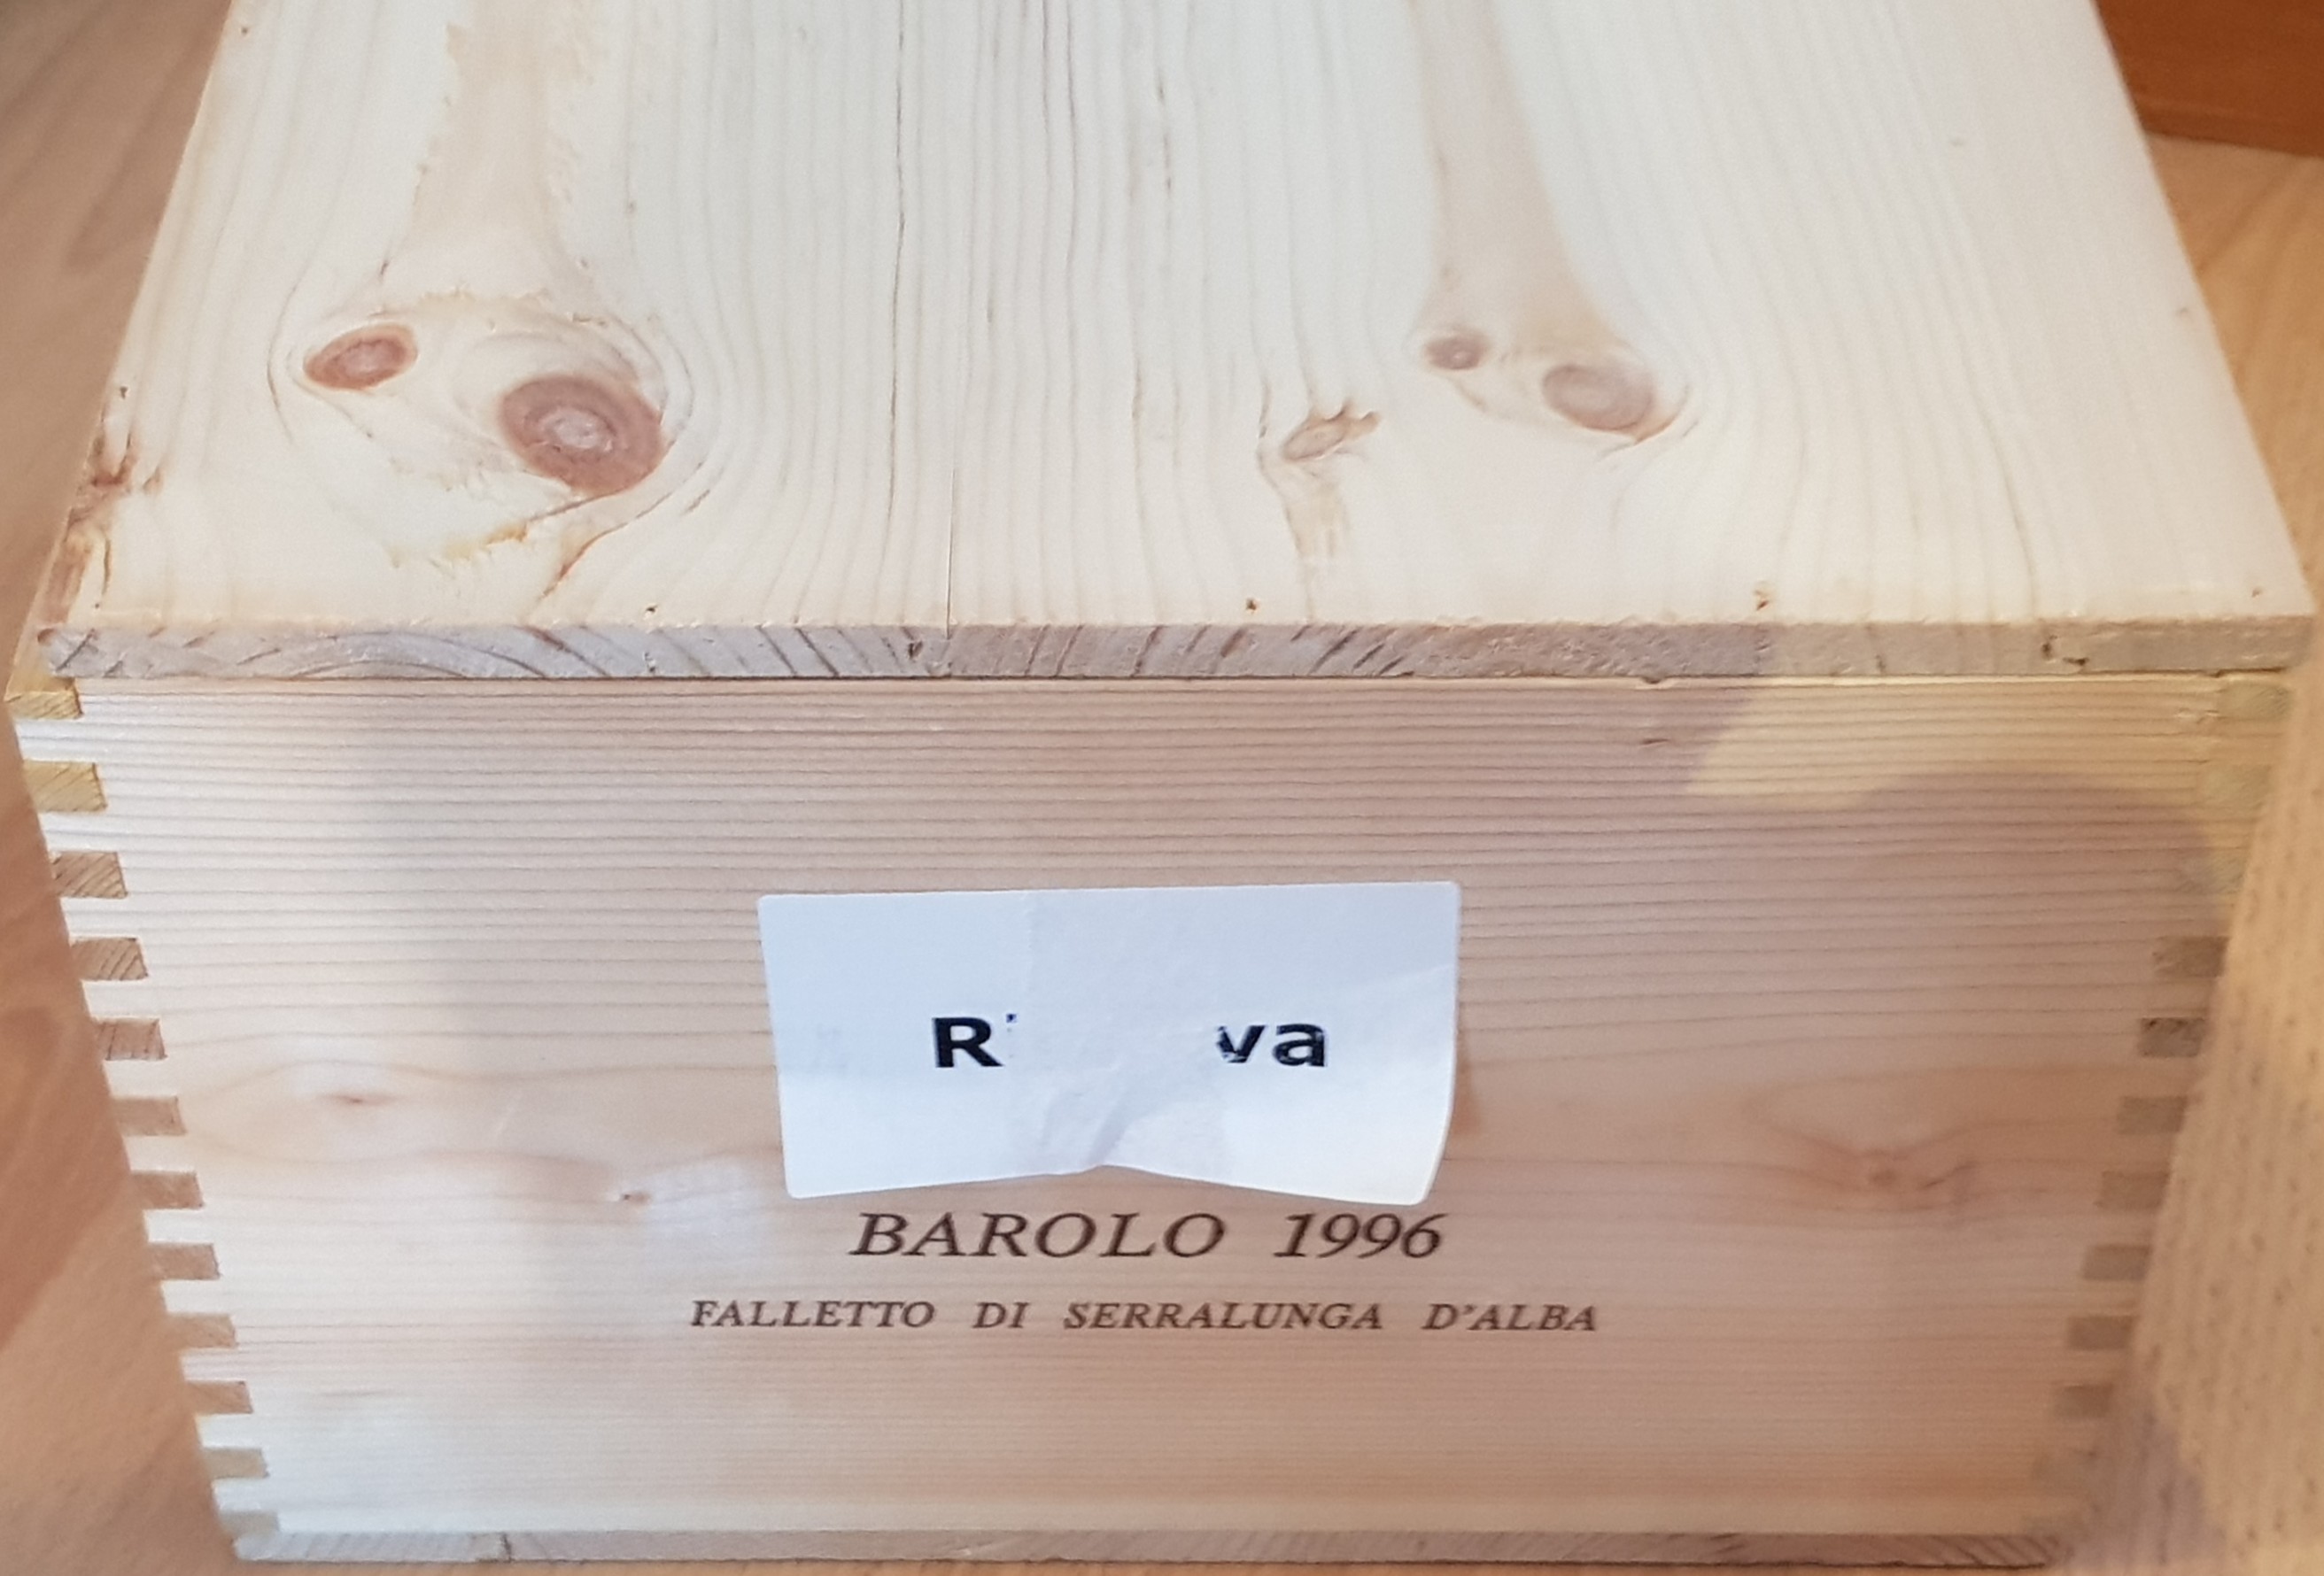 BAROLO 1996
FALLETTO DI SERRALUNGA D'ALBA